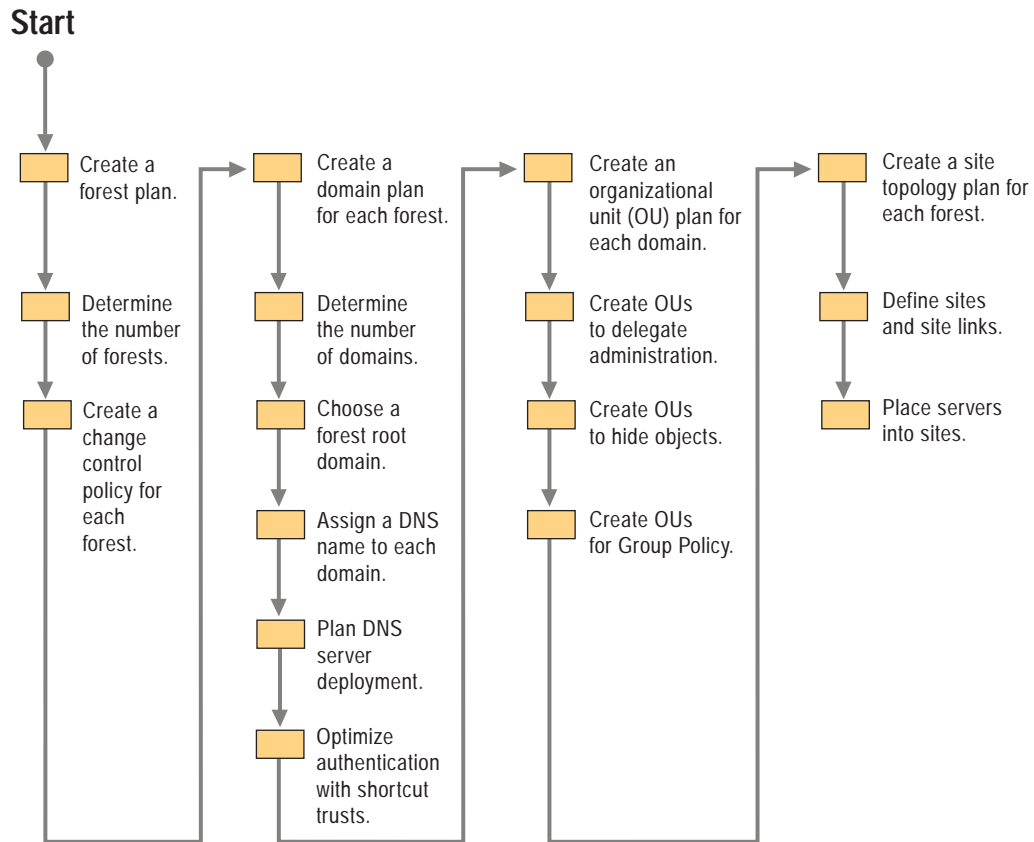 Start
Create a
forest plan.
Determine
the number
of forests.
Create a
change
control
policy for
each
forest.
Create a
domain plan
for each forest.
Determine
the number
of domains.
Choose a
forest root
domain.
Assign a DNS
name to each
domain.
Plan DNS
server
deployment.
Optimize
authentication
with shortcut
trusts.
Create an
organizational
unit (OU) plan for
each domain.
Create OUs
to delegate
administration.
Create OUs
to hide objects.
Create OUs
for Group Policy.
Create a site
topology plan for
each forest.
Define sites
and site links.
Place servers
into sites.